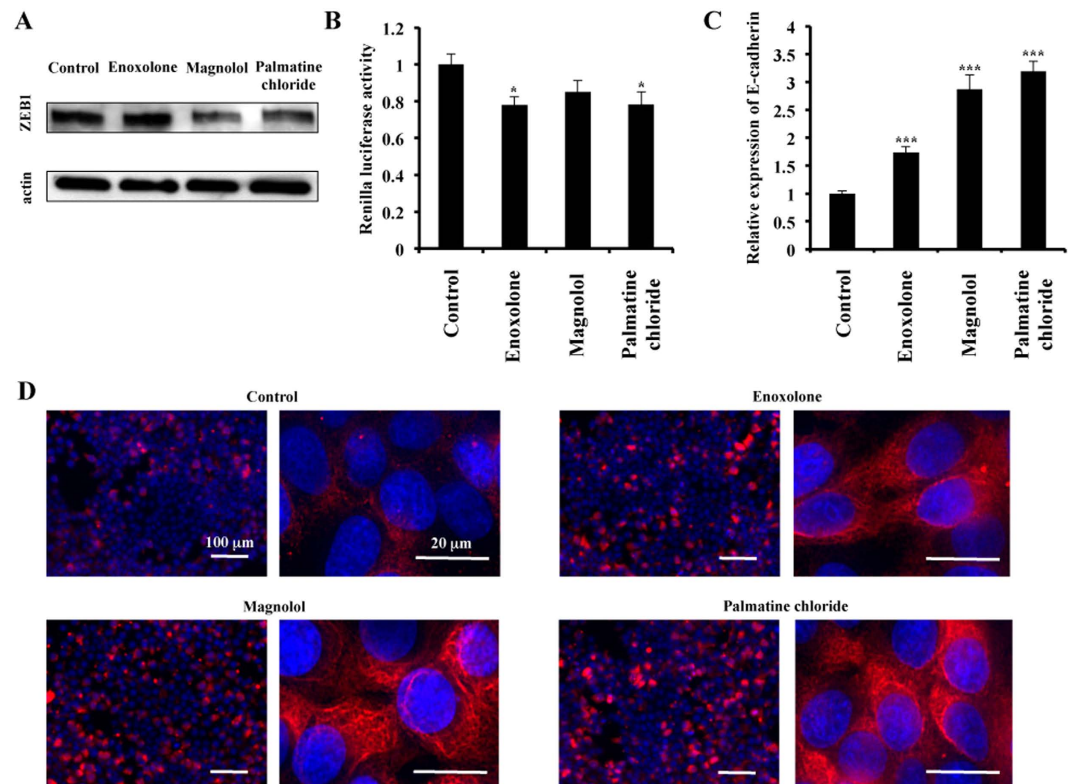 A
Control Enoxolone Magnolol Palmatine
chloride
ZEB1
actin
B
Renilla luciferase activity
1.2
1
0.8
0.6
0.4
0.2
0
*
*
Control
Enoxolone
Magnolol
Palmatine
chloride
C
Relative expression of E-cadherin
4
3.5
3
2.5
2
1.5
1
0.5
0
***
***
***
Control
Enoxolone
Magnolol
Palmatine
chloride
D
Control
Enoxolone
100 μm
20 μm
Magnolol
Palmatine chloride